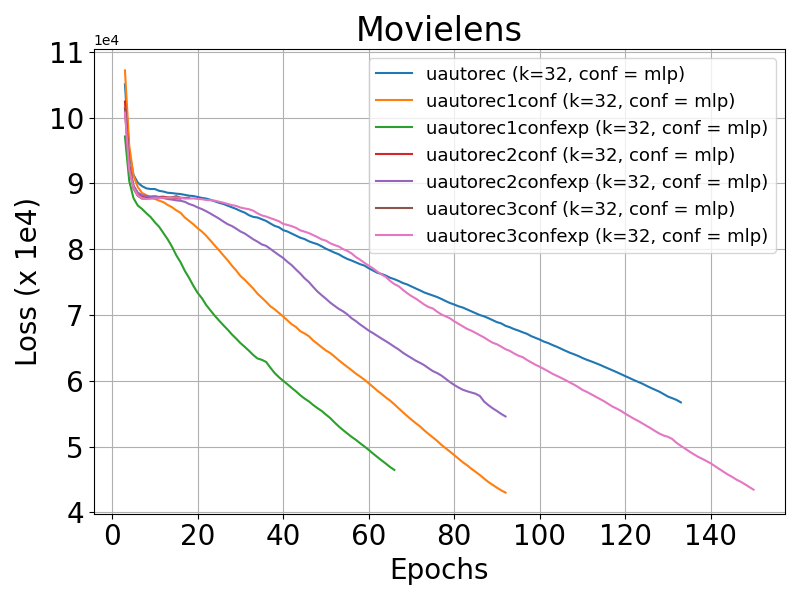 Movielens
1e4
11
10
9
8
7
6
5
4
Loss (x 1e4)
uautorec (k=32, conf = mlp)
uautorec1conf (k=32, conf = mlp)
uautorec1confexp (k=32, conf = mlp)
uautorec2conf (k=32, conf = mlp)
uautorec2confexp (k=32, conf = mlp)
uautorec3conf (k=32, conf = mlp)
uautorec3confexp (k=32, conf = mlp)
0 20 40 60 80 100 120 140
Epochs